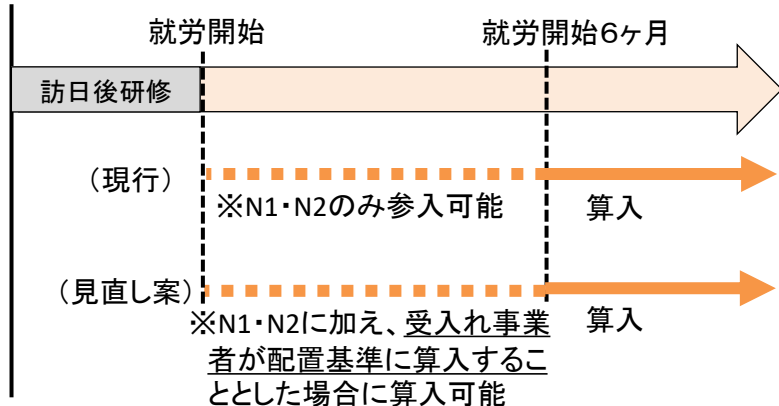 就労開始
就労開始6ヶ月
訪日後研修
（現行）
※N1・N2のみ参入可能
算入
（見直し案）
※N1・N2に加え、受入れ事業
者が配置基準に算入するこ
ととした場合に算入可能
算入